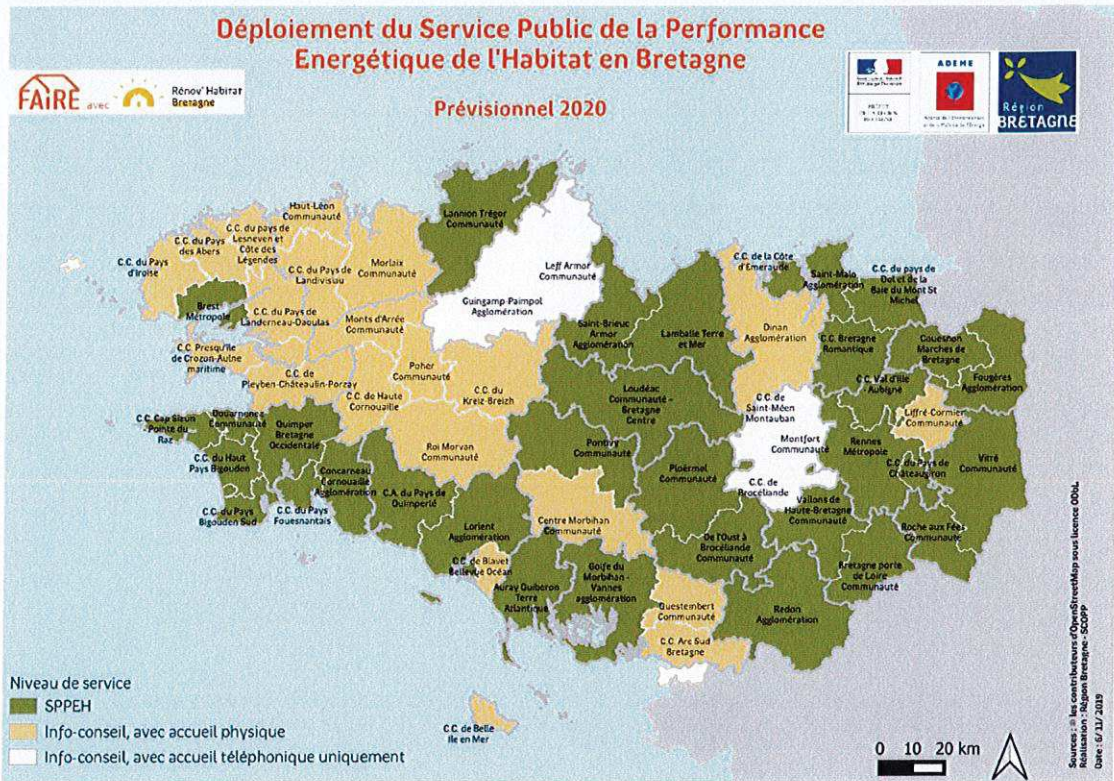 Déploiement du Service Public de la Performance
Energétique de l'Habitat en Bretagne
Prévisionnel 2020
FAIRE avec
Rénov' Habitat
Bretagne
ADEME
Région
BRETAGNE
Haut-Léon
Communauté
Lannion Trégor
Communauté
C.C. du pays de
Lesneven et
Côte des
Légendes
C.C. du Pays
des Abers
C.C. du Pays
d'Iroise
C.C. du Pays de
Landivisiau
Morlaix
Communauté
Leff Armor
Communauté
Guingamp-Paimpol
Agglomération
C.C. de la Côte
d'Emeraude
Saint-Malo
Agglomération
C.C. du pays de
Dol et de la
Baie du Mont St
Michel
Brest
Métropole
C.C. du Pays de
Landerneau-Daoulas
Monts d'Arrée
Communauté
Saint-Brieuc
Armor
Agglomération
Lamballe Terre
et Mer
Dinan
Agglomération
C.C. Bretagne
Romantique
Couesnon
Marches de
Bretagne
Fougères
Agglomération
C.C. Presqu'île
de Crozon-Aulne
maritime
C.C. de
Pleyben-Châteaulin-Porzay
Poher
Communauté
C.C. du
Kreiz-Breizh
C.C. de Haute
Cornouaille
Loudéac
Communauté -
Bretagne
Centre
C.C. de
Saint-Méen
Montauban
C.C. Val d'Ille -
Aubigné
Liffré-Cormier
Communauté
C.C. Cap Sizun
- Pointe du
Raz
Douarnenez
Communauté
Quimper
Bretagne
Occidentale
Roi Morvan
Communauté
Pontivy
Communauté
Ploërmel
Communauté
Montfort
Communauté
Rennes
Métropole
C.C. du Pays de
Châteaugiron
Vitré
Communauté
C.C. du Haut
Pays Bigouden
Concarneau
Cornouaille
Agglomération
C.A. du Pays de
Quimperlé
C.C. de
Brocéliande
Vallons de
Haute-Bretagne
Communauté
C.C. du Pays
Bigouden Sud
C.C. du Pays
Fouesnantais
Lorient
Agglomération
Centre Morbihan
Communauté
De l'Oust à
Brocéliande
Communauté
Roche aux Fées
Communauté
C.C. de Blavet
Bellevue Océan
Auray Quiberon
Terre
Atlantique
Golfe du
Morbihan -
Vannes
agglomération
Bretagne porte
de Loire
Communauté
Questembert
Communauté
Redon
Agglomération
C.C. Arc Sud
Bretagne
C.C. de Belle
Ile en Mer
Niveau de service
SPPEH
Info-conseil, avec accueil physique
Info-conseil, avec accueil téléphonique uniquement
0 10 20 km
Sources : © les contributeurs d'OpenStreetMap sous licence ODbL
Réalisation : Région Bretagne - SCOPP
Date : 6/11/2019